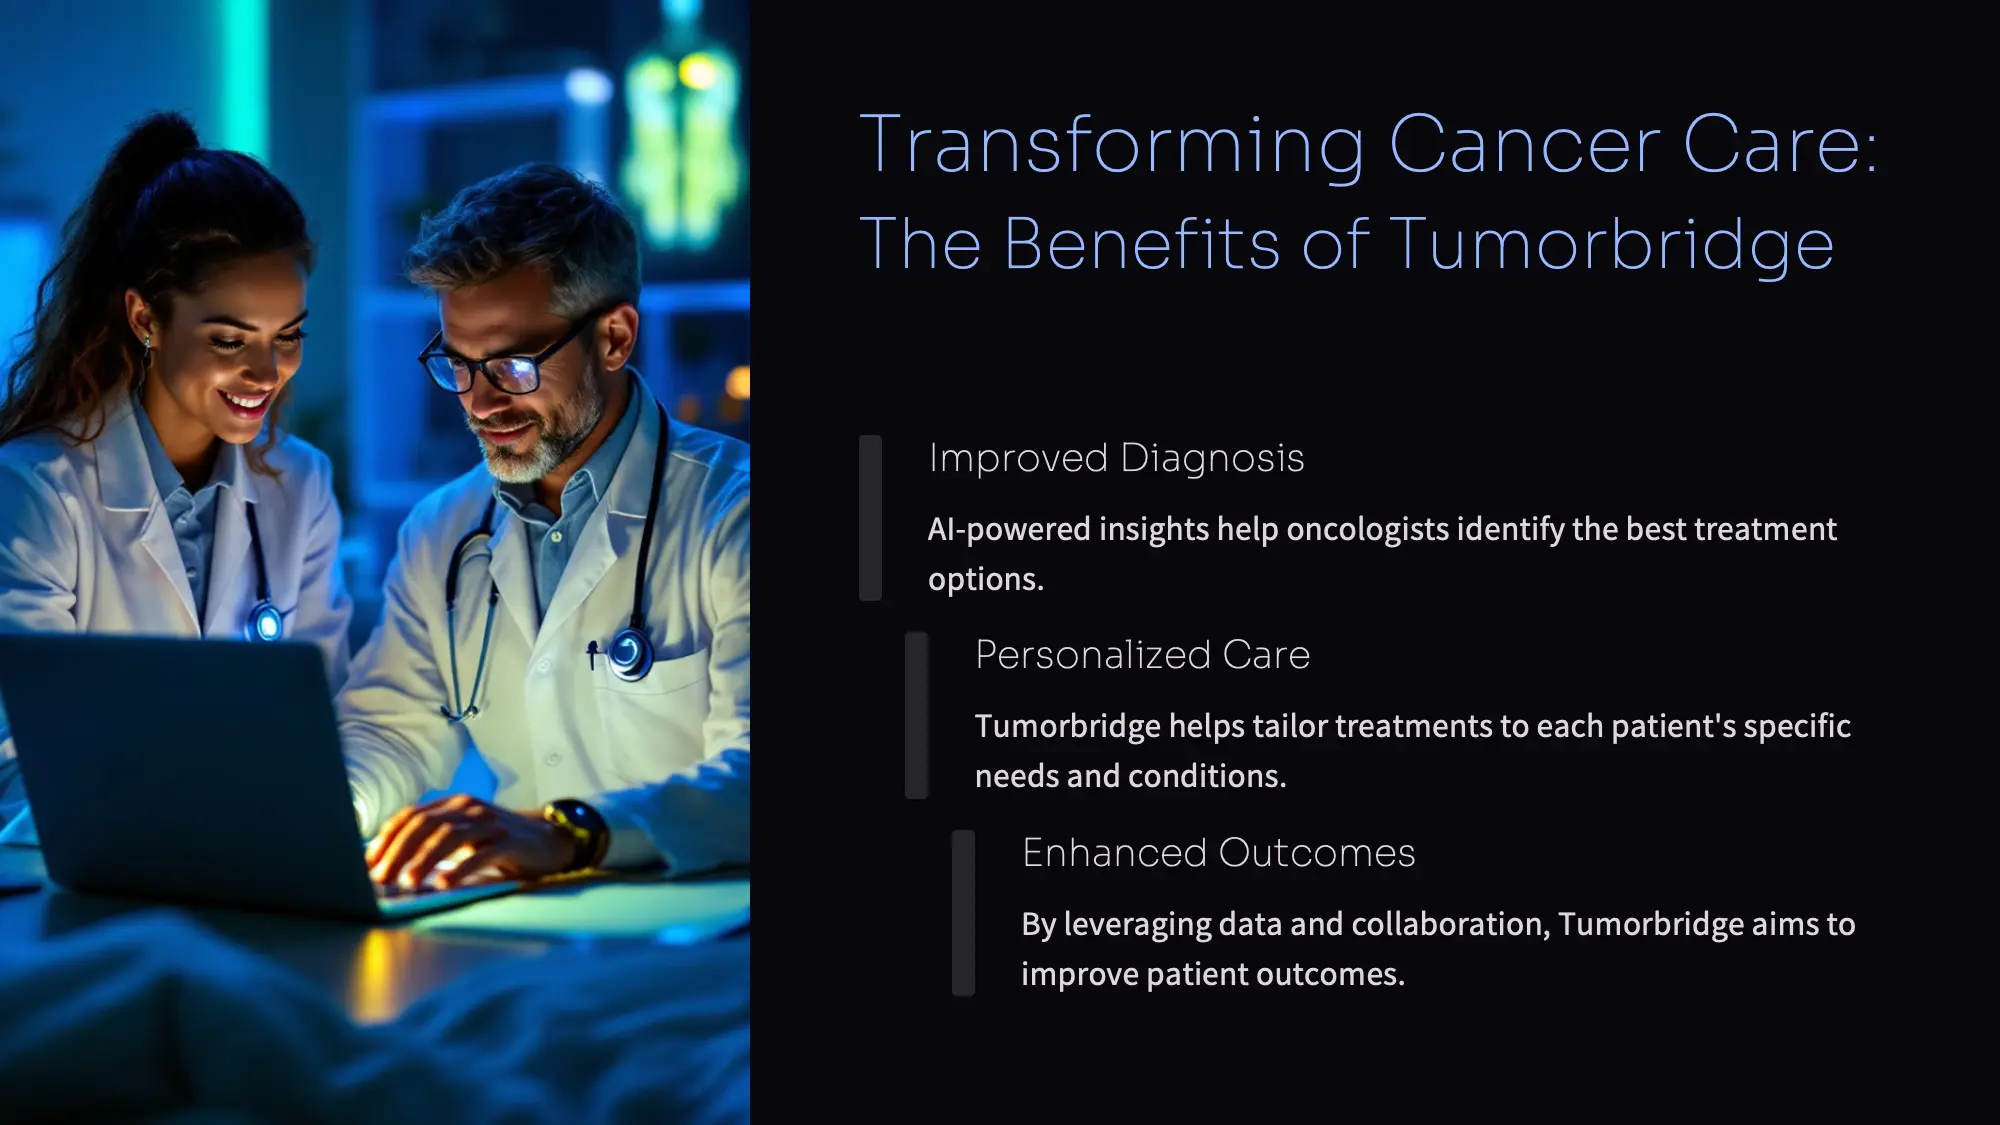 Transforming Cancer Care:
The Benefits of Tumorbridge
Improved Diagnosis
AI-powered insights help oncologists identify the best treatment
options.
Personalized Care
Tumorbridge helps tailor treatments to each patient's specific
needs and conditions.
Enhanced Outcomes
By leveraging data and collaboration, Tumorbridge aims to
improve patient outcomes.